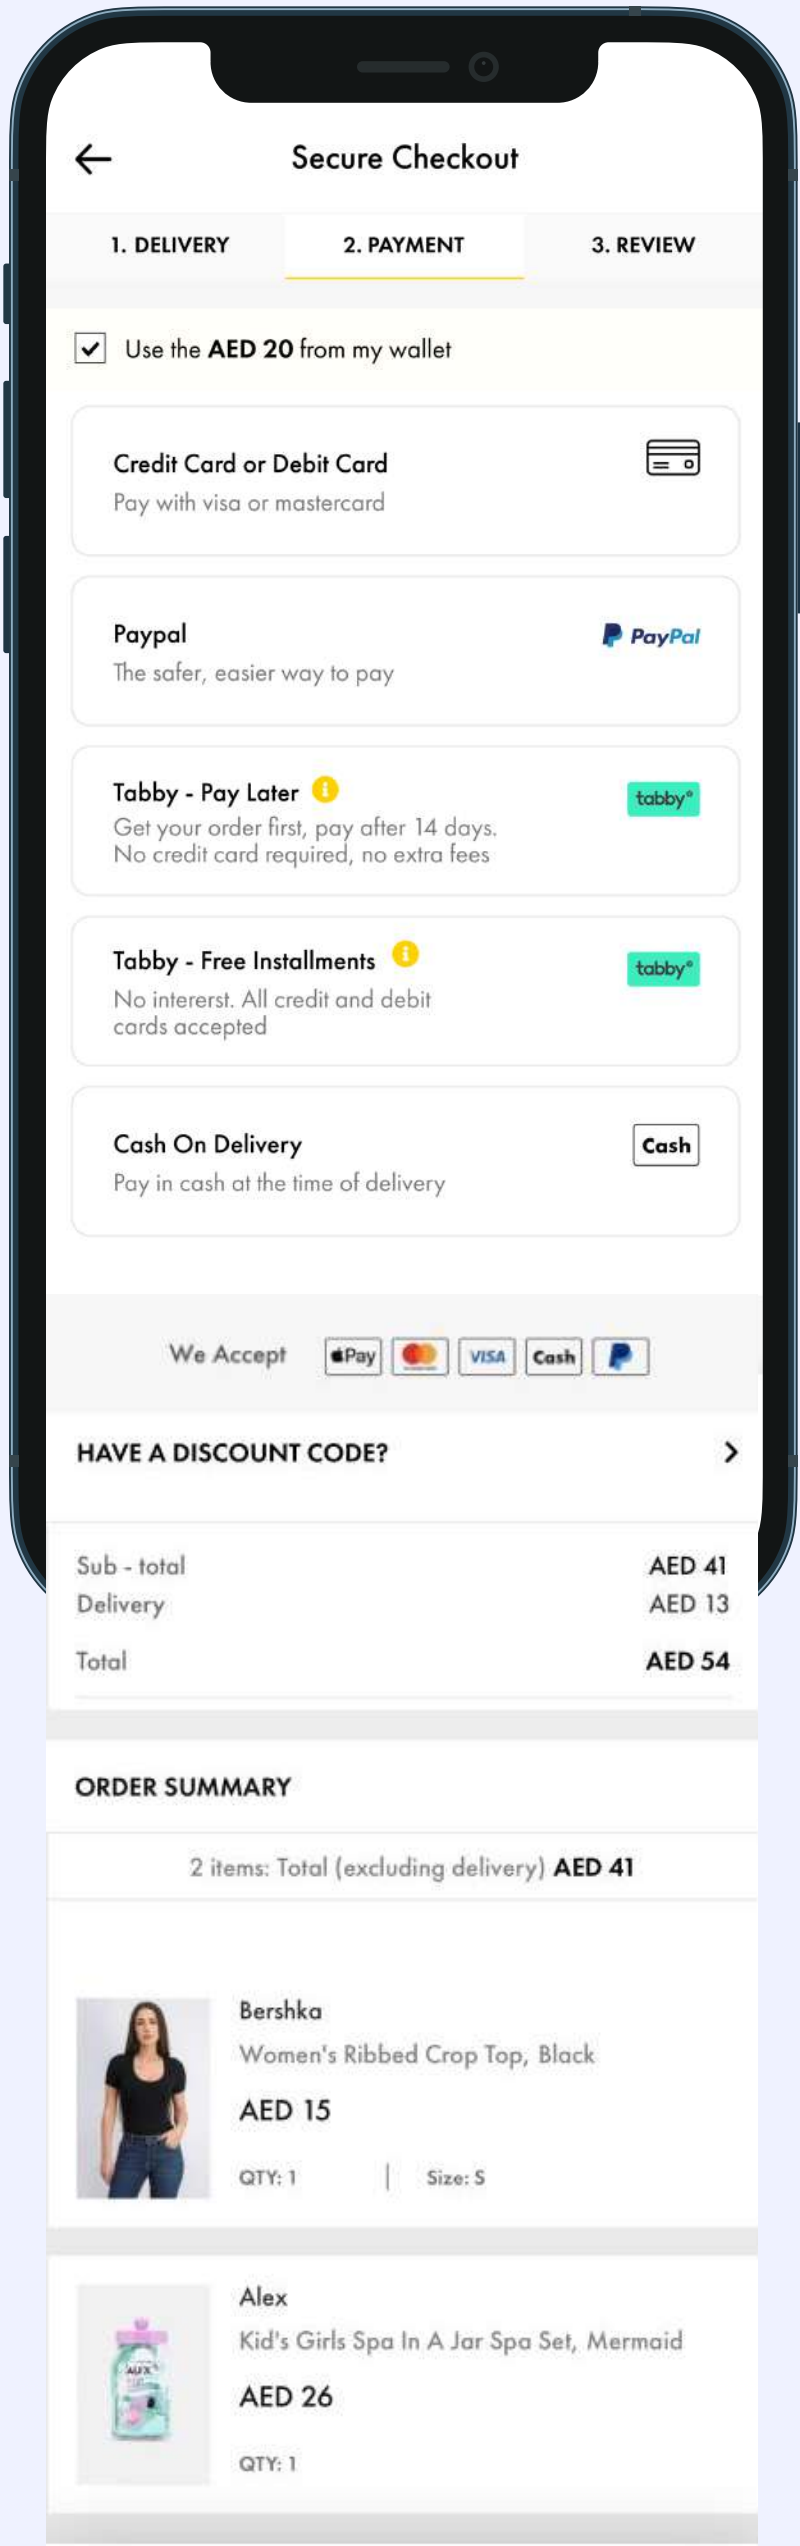 Secure Checkout
1. DELIVERY
2. PAYMENT
3. REVIEW
Use the AED 20 from my wallet
Credit Card or Debit Card
Pay with visa or mastercard
Paypal
PayPal
The safer, easier way to pay
Tabby - Pay Later
tabby
Get your order first, pay after 14 days.
No credit card required, no extra fees
Tabby - Free Installments
tabby
No intererst. All credit and debit
cards accepted
Cash On Delivery
Cash
Pay in cash at the time of delivery
We Accept
Pay
VISA
Cash
HAVE A DISCOUNT CODE?
Sub - total AED 41
Delivery AED 13
Total AED 54
ORDER SUMMARY
2 items: Total (excluding delivery) AED 41
Bershka
Women's Ribbed Crop Top, Black
AED 15
QTY: 1 | Size: S
Alex
Kid's Girls Spa In A Jar Spa Set, Mermaid
AED 26
QTY: 1
ALEX